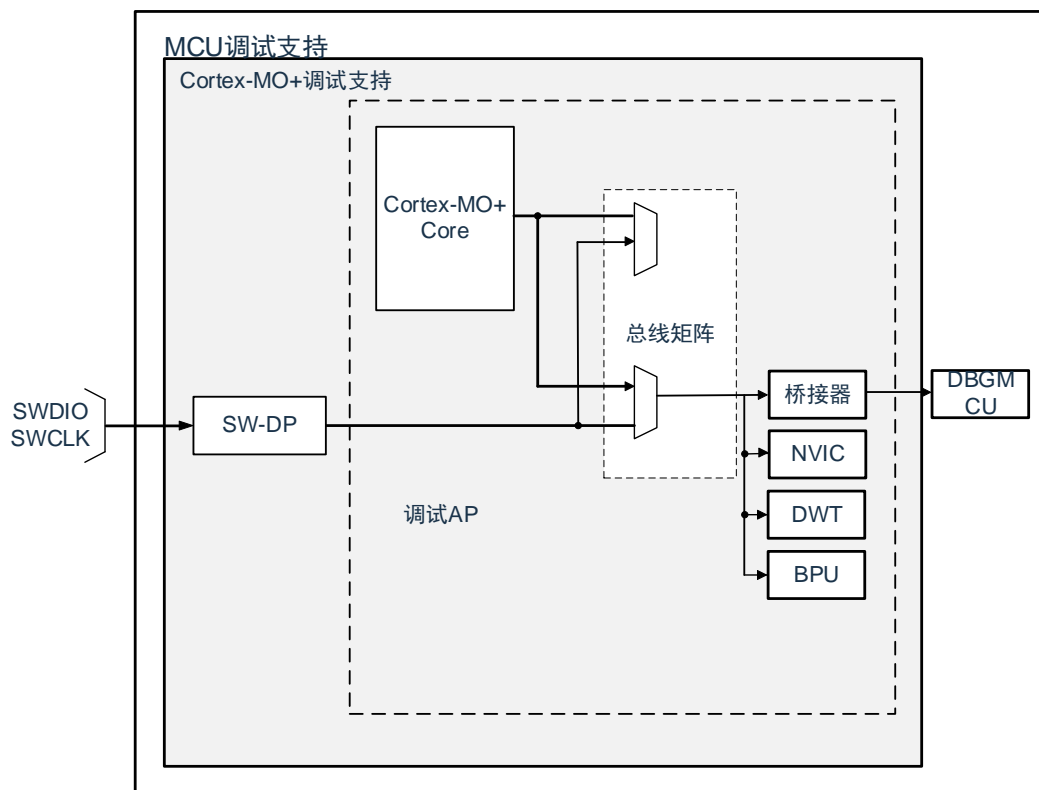 MCU调试支持
Cortex-MO+调试支持
Cortex-MO+
Core
总线矩阵
SWDIO
SWCLK
SW-DP
桥接器
DBGM
CU
NVIC
调试AP
DWT
BPU